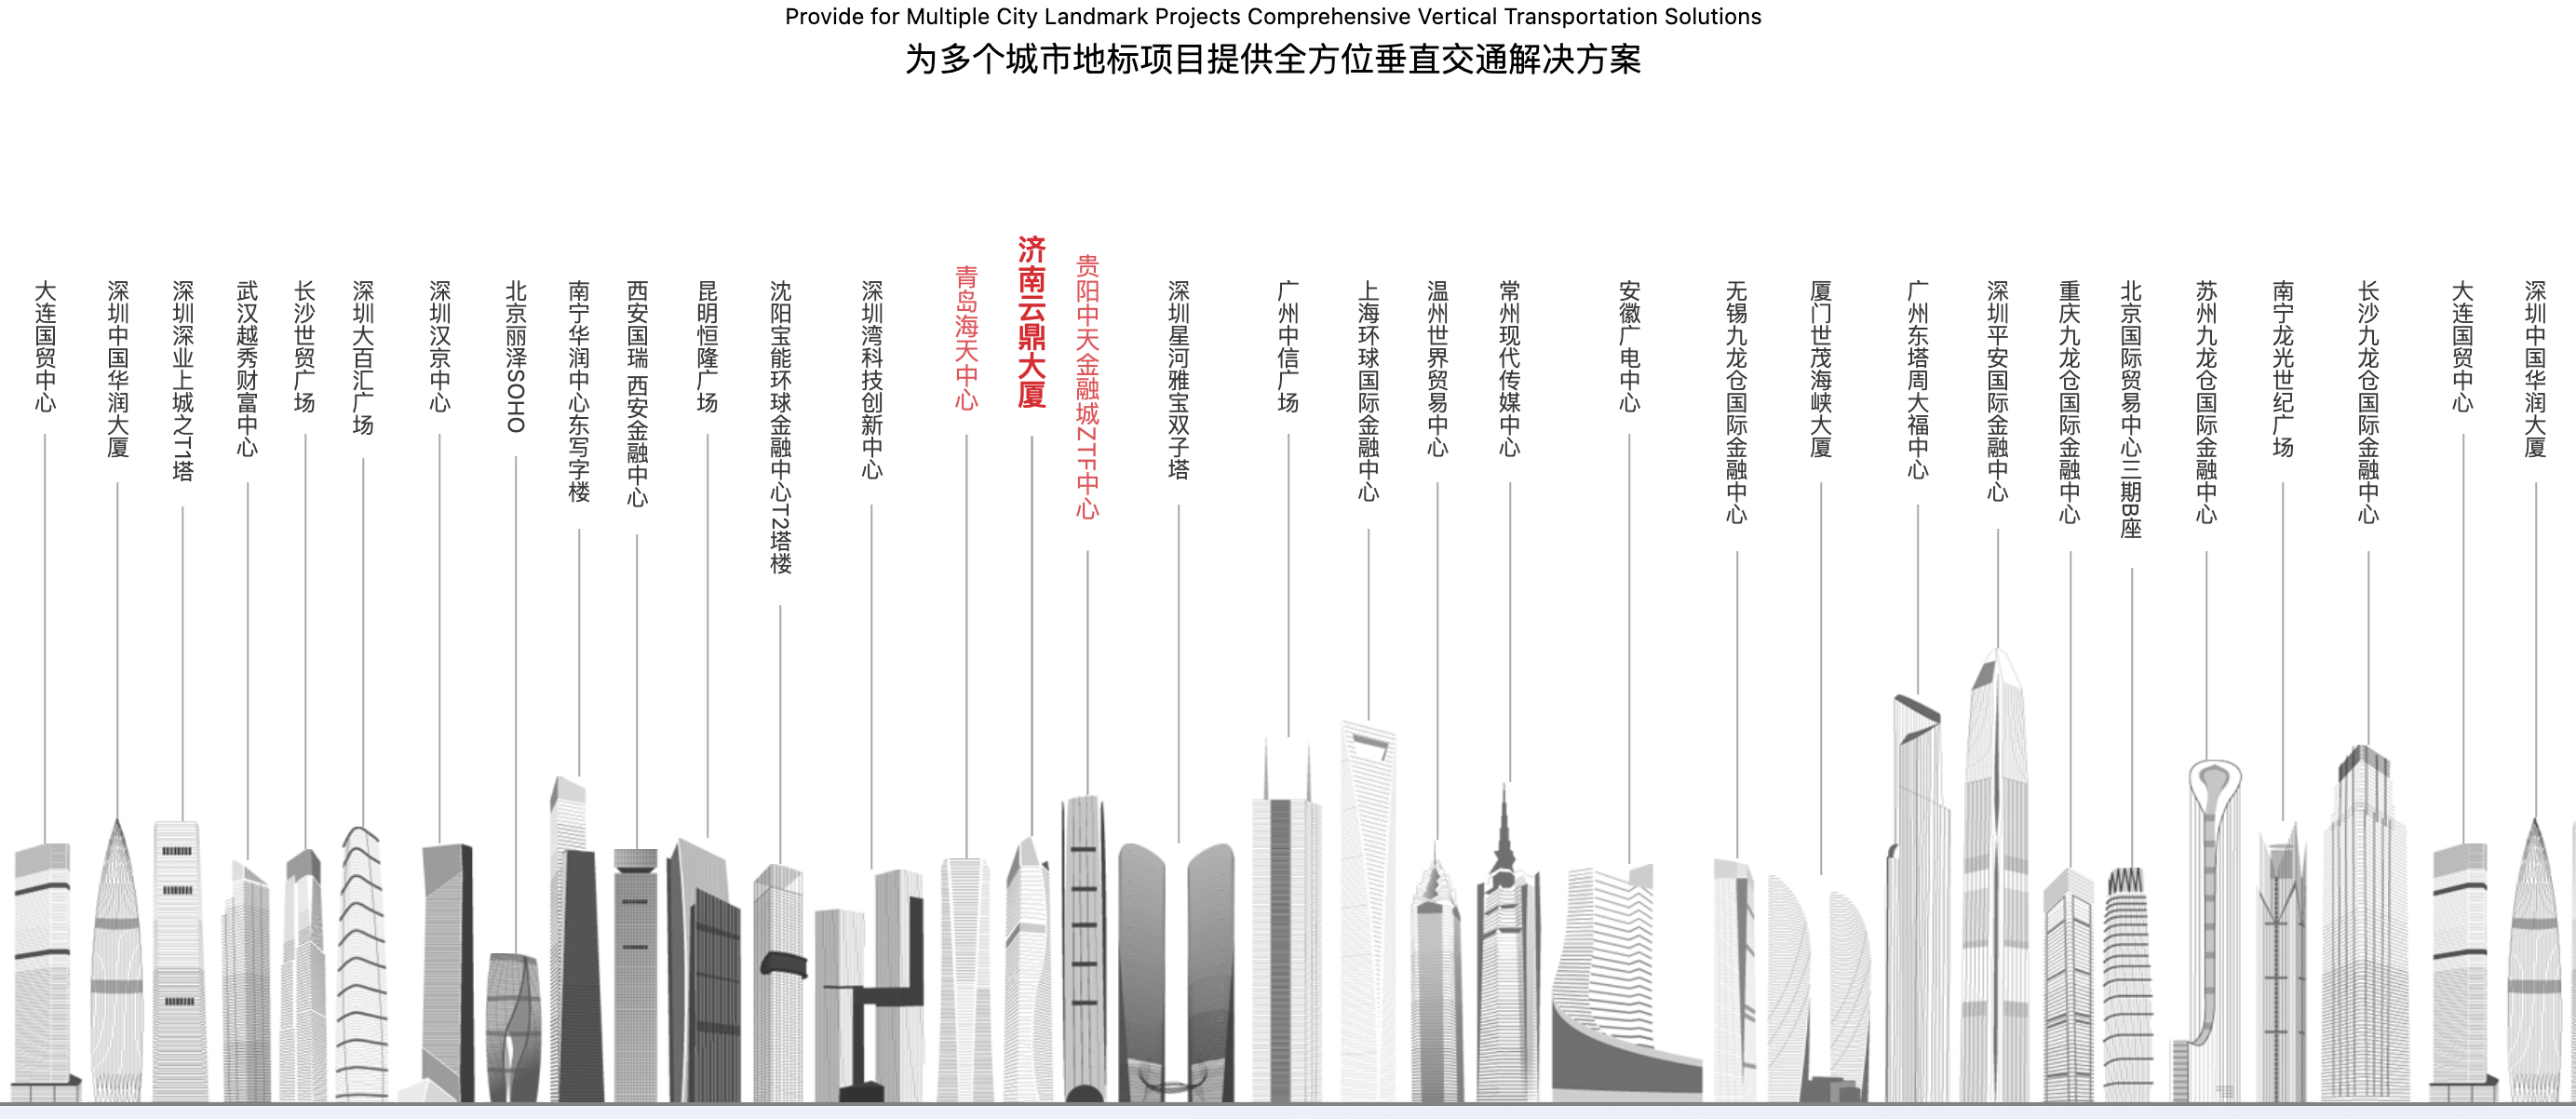 Provide for Multiple City Landmark Projects Comprehensive Vertical Transportation Solutions
为多个城市地标项目提供全方位垂直交通解决方案
大连国贸中心
深圳中国华润大厦
深圳深业上城之T1塔
武汉越秀财富中心
长沙世贸广场
深圳大百汇广场
深圳汉京中心
北京丽泽SOHO
南宁华润中心东写字楼
西安国瑞 西安金融中心
昆明恒隆广场
沈阳宝能环球金融中心T2塔楼
深圳湾科技创新中心
青岛海天中心
济南云鼎大厦
贵阳中天金融城ZTF中心
深圳星河雅宝双子塔
广州中信广场
上海环球国际金融中心
温州世界贸易中心
常州现代传媒中心
安徽广电中心
无锡九龙仓国际金融中心
厦门世茂海峡大厦
广州东塔周大福中心
深圳平安国际金融中心
重庆九龙仓国际金融中心
北京国际贸易中心三期B座
苏州九龙仓国际金融中心
南宁龙光世纪广场
长沙九龙仓国际金融中心
大连国贸中心
深圳中国华润大厦